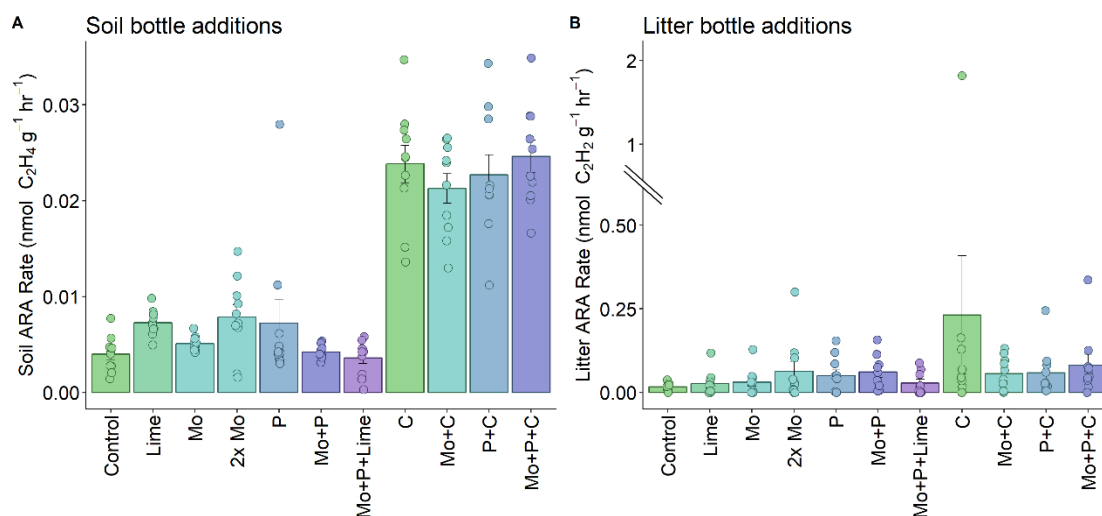 A Soil bottle additions
Soil ARA Rate (nmol C₂H₄ g⁻¹ hr⁻¹)
0.03
0.02
0.01
0.00
Control
Lime
Mo
2x Mo
P
Mo+P
Mo+P+Lime
C
Mo+C
P+C
Mo+P+C
B Litter bottle additions
Litter ARA Rate (nmol C₂H₂ g⁻¹ hr⁻¹)
2
1
0.50
0.25
0.00
Control
Lime
Mo
2x Mo
P
Mo+P
Mo+P+Lime
C
Mo+C
P+C
Mo+P+C